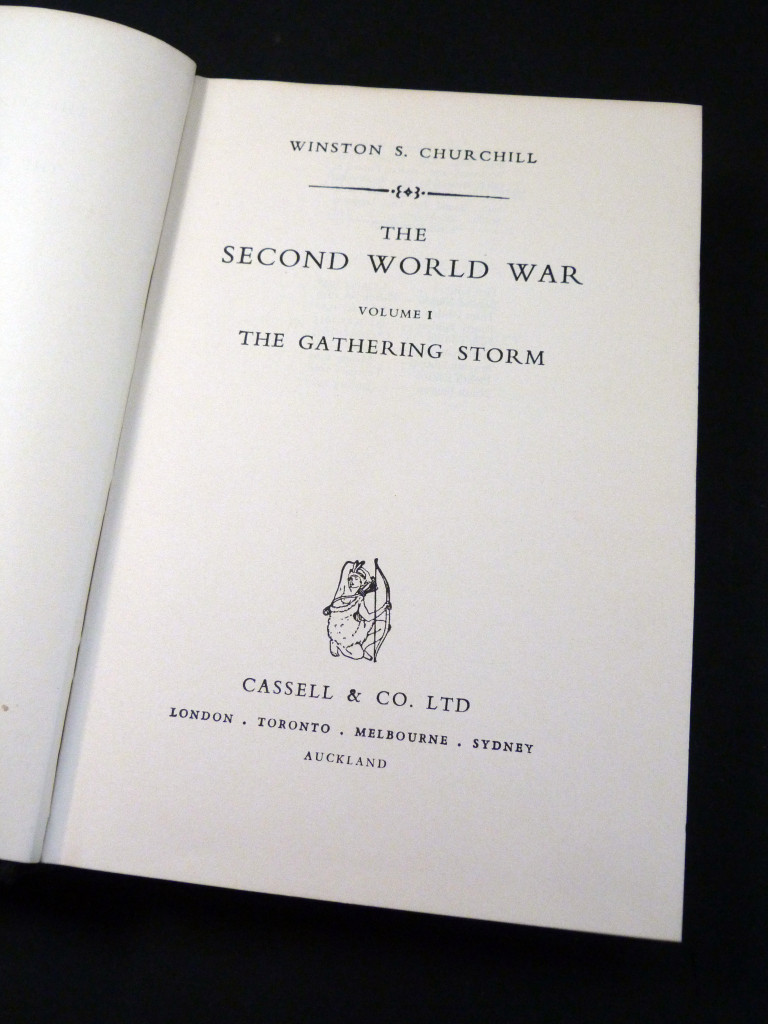 WINSTON S. CHURCHILL
THE
SECOND WORLD WAR
VOLUME I
THE GATHERING STORM
CASSELL & CO. LTD
LONDON . TORONTO . MELBOURNE . SYDNEY
AUCKLAND